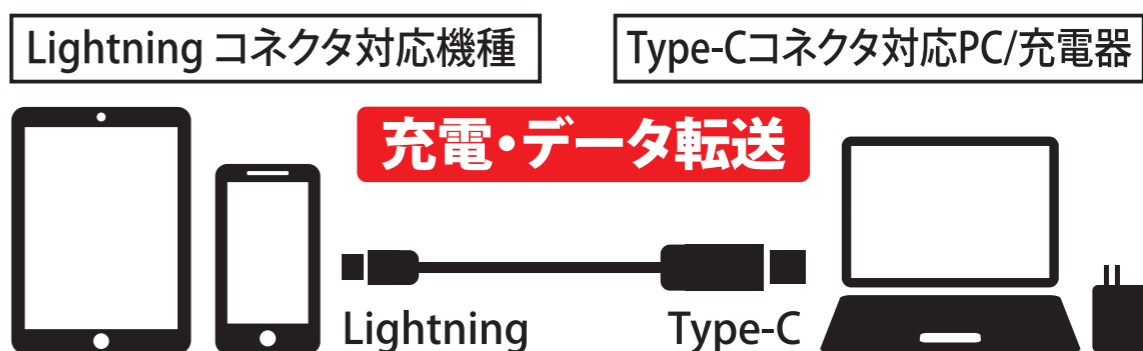 Lightning コネクタ対応機種
Type-Cコネクタ対応PC/充電器
充電・データ転送
Lightning
Type-C